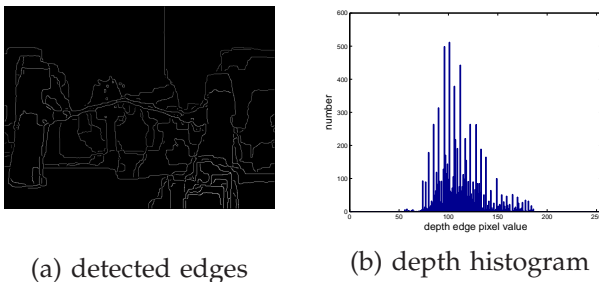 600
500
400
300
200
100
0
number
0 50 100 150 200 250
depth edge pixel value
(a) detected edges
(b) depth histogram